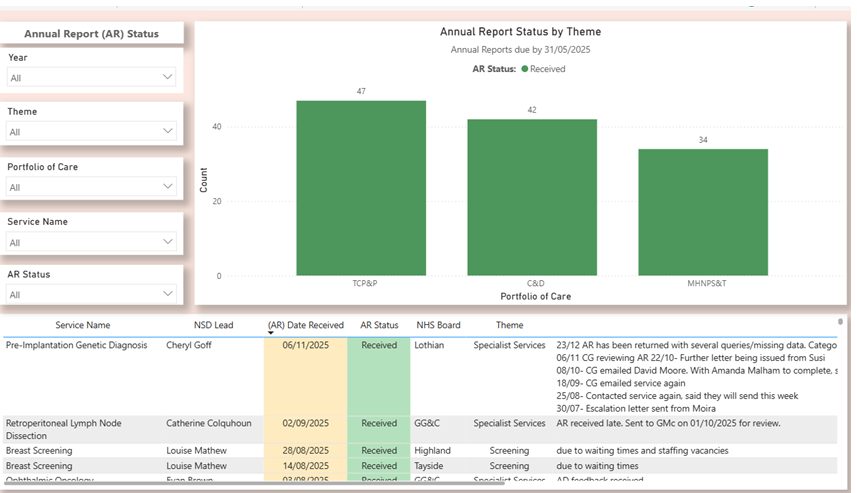 Annual Report (AR) Status
Year
All
Theme
All
Portfolio of Care
All
Service Name
All
AR Status
All
Annual Report Status by Theme
Annual Reports due by 31/05/2025
AR Status: Received
47
42
34
40
20
0
Count
TCP&P C&D MHNPS&T
Portfolio of Care
Service Name NSD Lead (AR) Date Received AR Status NHS Board Theme
Pre-Implantation Genetic Diagnosis Cheryl Goff 06/11/2025 Received Lothian Specialist Services 23/12 AR has been returned with several queries/missing data. Catego
06/11 CG reviewing AR 22/10- Further letter being issued from Susi
08/10- CG emailed David Moore. With Amanda Malham to complete, s
18/09- CG emailed service again
25/08- Contacted service again, said they will send this week
30/07- Escalation letter sent from Moira
Retroperitoneal Lymph Node Catherine Colquhoun 02/09/2025 Received GG&C Specialist Services AR received late. Sent to GMc on 01/10/2025 for review.
Dissection
Breast Screening Louise Mathew 28/08/2025 Received Highland Screening due to waiting times and staffing vacancies
Breast Screening Louise Mathew 14/08/2025 Received Tayside Screening due to waiting times
Ophthalmic Oncology Evan Brown 03/08/2025 Received GG&C Specialist Services feedback received